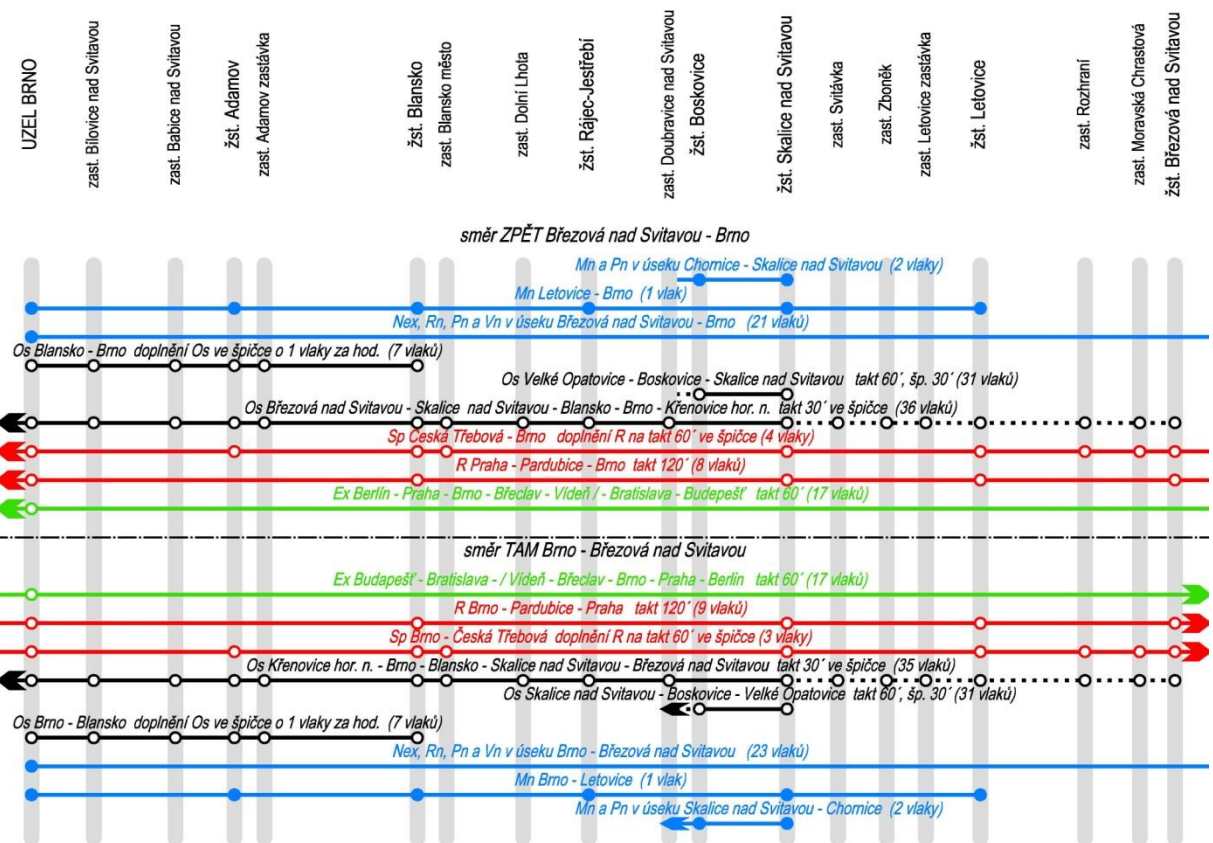 UZEL BRNO
zast. Bílovice nad Svitavou
zast. Babice nad Svitavou
žst. Adamov
zast. Adamov zastávka
žst. Blansko
zast. Blansko město
zast. Dolní Lhota
žst. Rájec-Jestřebí
zast. Doubravice nad Svitavou
žst. Boskovice
žst. Skalice nad Svitavou
zast. Svitávka
zast. Zboněk
zast. Letovice zastávka
žst. Letovice
zast. Rozhraní
zast. Moravská Chrastová
žst. Březová nad Svitavou
směr ZPĚT Březová nad Svitavou - Brno
Mn a Pn v úseku Chornice - Skalice nad Svitavou (2 vlaky)
Mn Letovice - Brno (1 vlak)
Nex, Rn, Pn a Vn v úseku Březová nad Svitavou - Brno (21 vlaků)
Os Blansko - Brno doplnění Os ve špičce o 1 vlaky za hod. (7 vlaků)
Os Velké Opatovice - Boskovice - Skalice nad Svitavou takt 60´, šp. 30´ (31 vlaků)
Os Březová nad Svitavou - Skalice nad Svitavou - Blansko - Brno - Křenovice hor. n. takt 30´ ve špičce (36 vlaků)
Sp Česká Třebová - Brno doplnění R na takt 60´ ve špičce (4 vlaky)
R Praha - Pardubice - Brno takt 120´ (8 vlaků)
Ex Berlín - Praha - Brno - Břeclav - Vídeň / - Bratislava - Budepešť takt 60´ (17 vlaků)
směr TAM Brno - Březová nad Svitavou
Ex Budapešť - Bratislava - / Vídeň - Břeclav - Brno - Praha - Berlin takt 60´ (17 vlaků)
R Brno - Pardubice - Praha takt 120´ (9 vlaků)
Sp Brno - Česká Třebová doplnění R na takt 60´ ve špičce (3 vlaky)
Os Křenovice hor. n. - Brno - Blansko - Skalice nad Svitavou - Březová nad Svitavou takt 30´ ve špičce (35 vlaků)
Os Skalice nad Svitavou - Boskovice - Velké Opatovice takt 60´, šp. 30´ (31 vlaků)
Os Brno - Blansko doplnění Os ve špičce o 1 vlaky za hod. (7 vlaků)
Nex, Rn, Pn a Vn v úseku Brno - Březová nad Svitavou (23 vlaků)
Mn Brno - Letovice (1 vlak)
Mn a Pn v úseku Skalice nad Svitavou - Chornice (2 vlaky)